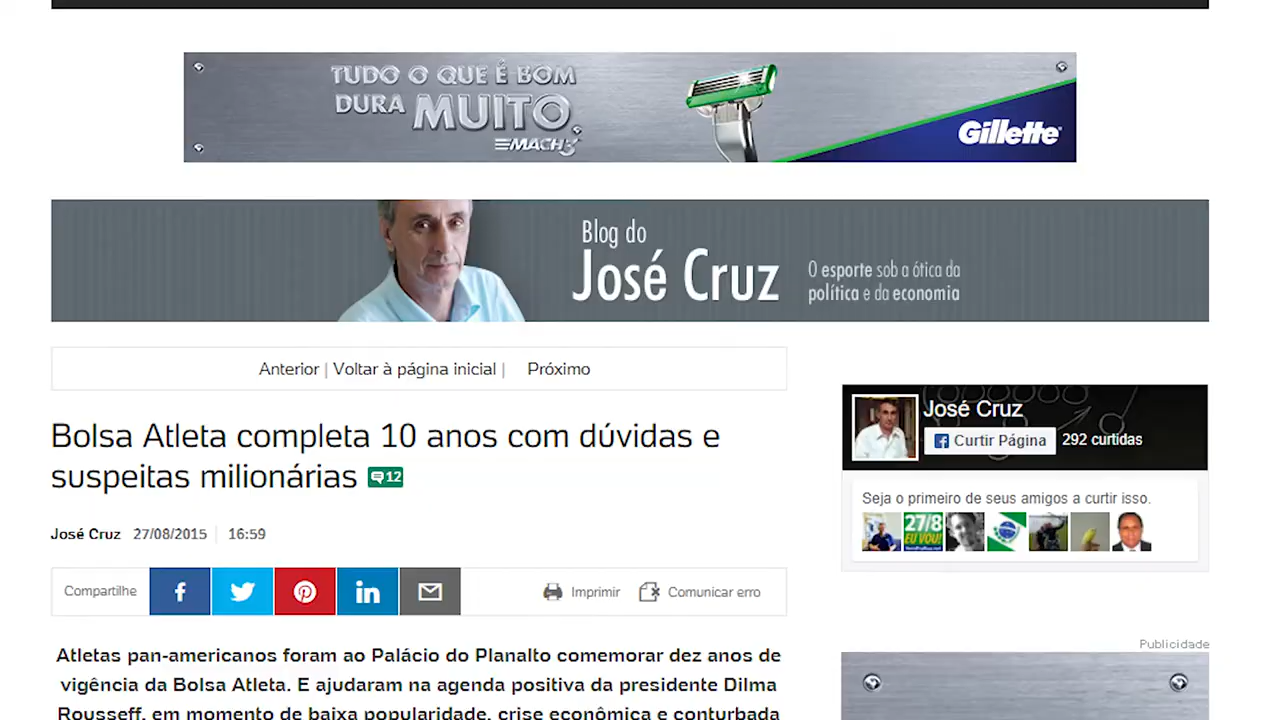 TUDO O QUE É BOM
DURA MUITO
MACH3
Gillette
Blog do
José Cruz
O esporte sob a ótica da
política e da economia
Anterior | Voltar à página inicial | Próximo
Bolsa Atleta completa 10 anos com dúvidas e
suspeitas milionárias 12
José Cruz 27/08/2015 16:59
Compartilhe
Imprimir
Comunicar erro
Atletas pan-americanos foram ao Palácio do Planalto comemorar dez anos de
vigência da Bolsa Atleta. E ajudaram na agenda positiva da presidente Dilma
Rousseff, em momento de baixa popularidade, crise econômica e conturbada
José Cruz
Curtir Página
292 curtidas
Seja o primeiro de seus amigos a curtir isso.
27/8
EU VOU!
Publicidade